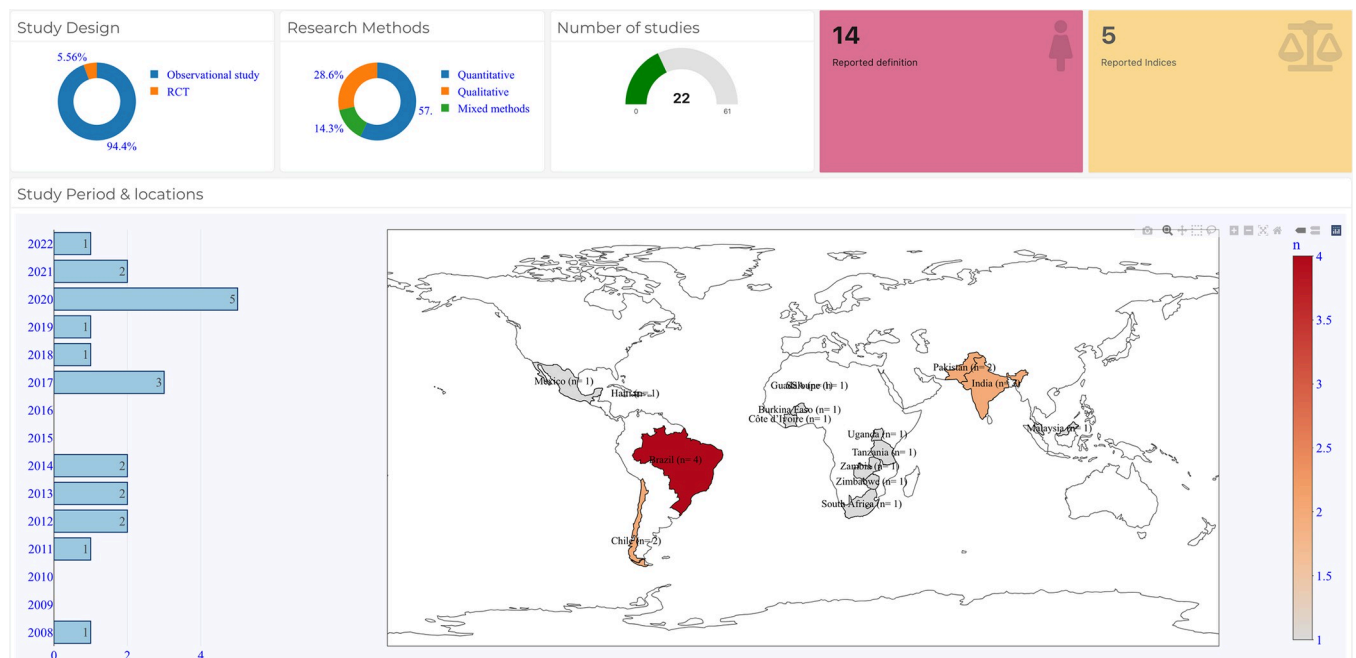 Study Design
5.56%
Observational study
RCT
94.4%
Research Methods
28.6%
57.
14.3%
Quantitative
Qualitative
Mixed methods
Number of studies
22
0
61
14
Reported definition
5
Reported Indices
Study Period & locations
2022
1
2021
2
2020
5
2019
1
2018
1
2017
3
2016
2015
2014
2
2013
2
2012
2
2011
1
2010
2009
2008
1
0
2
4
Mexico (n= 1)
Brazil (n= 4)
Chile (n= 2)
Burkina Faso (n= 1)
Côte d'Ivoire (n= 1)
Uganda (n= 1)
Tanzania (n= 1)
Zambia (n= 1)
Zimbabwe (n= 1)
South Africa (n= 1)
Pakistan (n= 2)
India (n= 2)
Malaysia (n= 1)
n
4
3.5
3
2.5
2
1.5
1